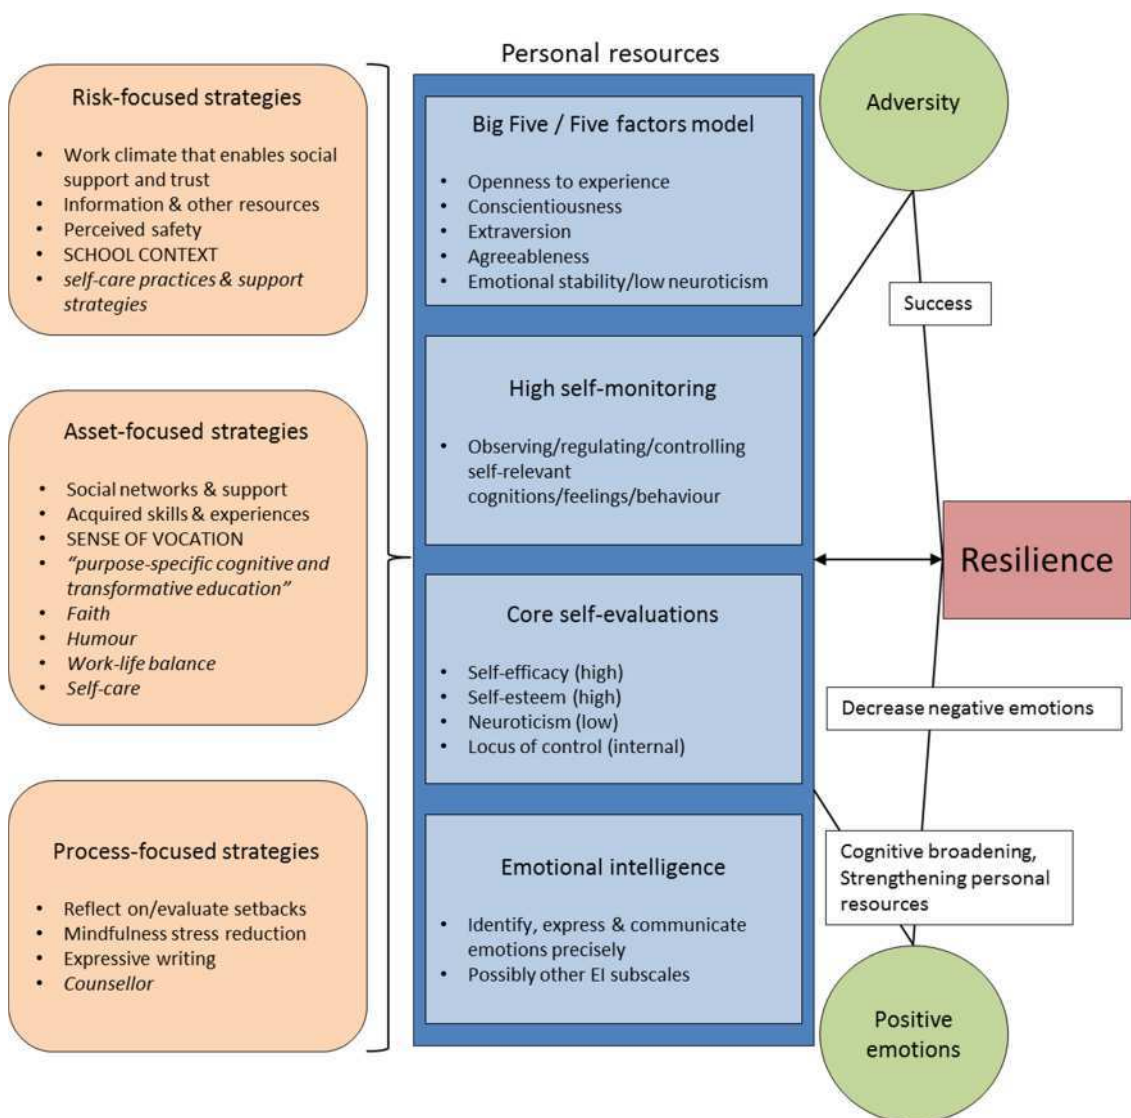 Risk-focused strategies
• Work climate that enables social
support and trust
• Information & other resources
• Perceived safety
• SCHOOL CONTEXT
• self-care practices & support
strategies
Asset-focused strategies
• Social networks & support
• Acquired skills & experiences
• SENSE OF VOCATION
• “purpose-specific cognitive and
transformative education”
• Faith
• Humour
• Work-life balance
• Self-care
Process-focused strategies
• Reflect on/evaluate setbacks
• Mindfulness stress reduction
• Expressive writing
• Counsellor
Personal resources
Big Five / Five factors model
• Openness to experience
• Conscientiousness
• Extraversion
• Agreeableness
• Emotional stability/low neuroticism
High self-monitoring
• Observing/regulating/controlling
self-relevant
cognitions/feelings/behaviour
Core self-evaluations
• Self-efficacy (high)
• Self-esteem (high)
• Neuroticism (low)
• Locus of control (internal)
Emotional intelligence
• Identify, express & communicate
emotions precisely
• Possibly other EI subscales
Adversity
Success
Resilience
Decrease negative emotions
Cognitive broadening,
Strengthening personal
resources
Positive
emotions